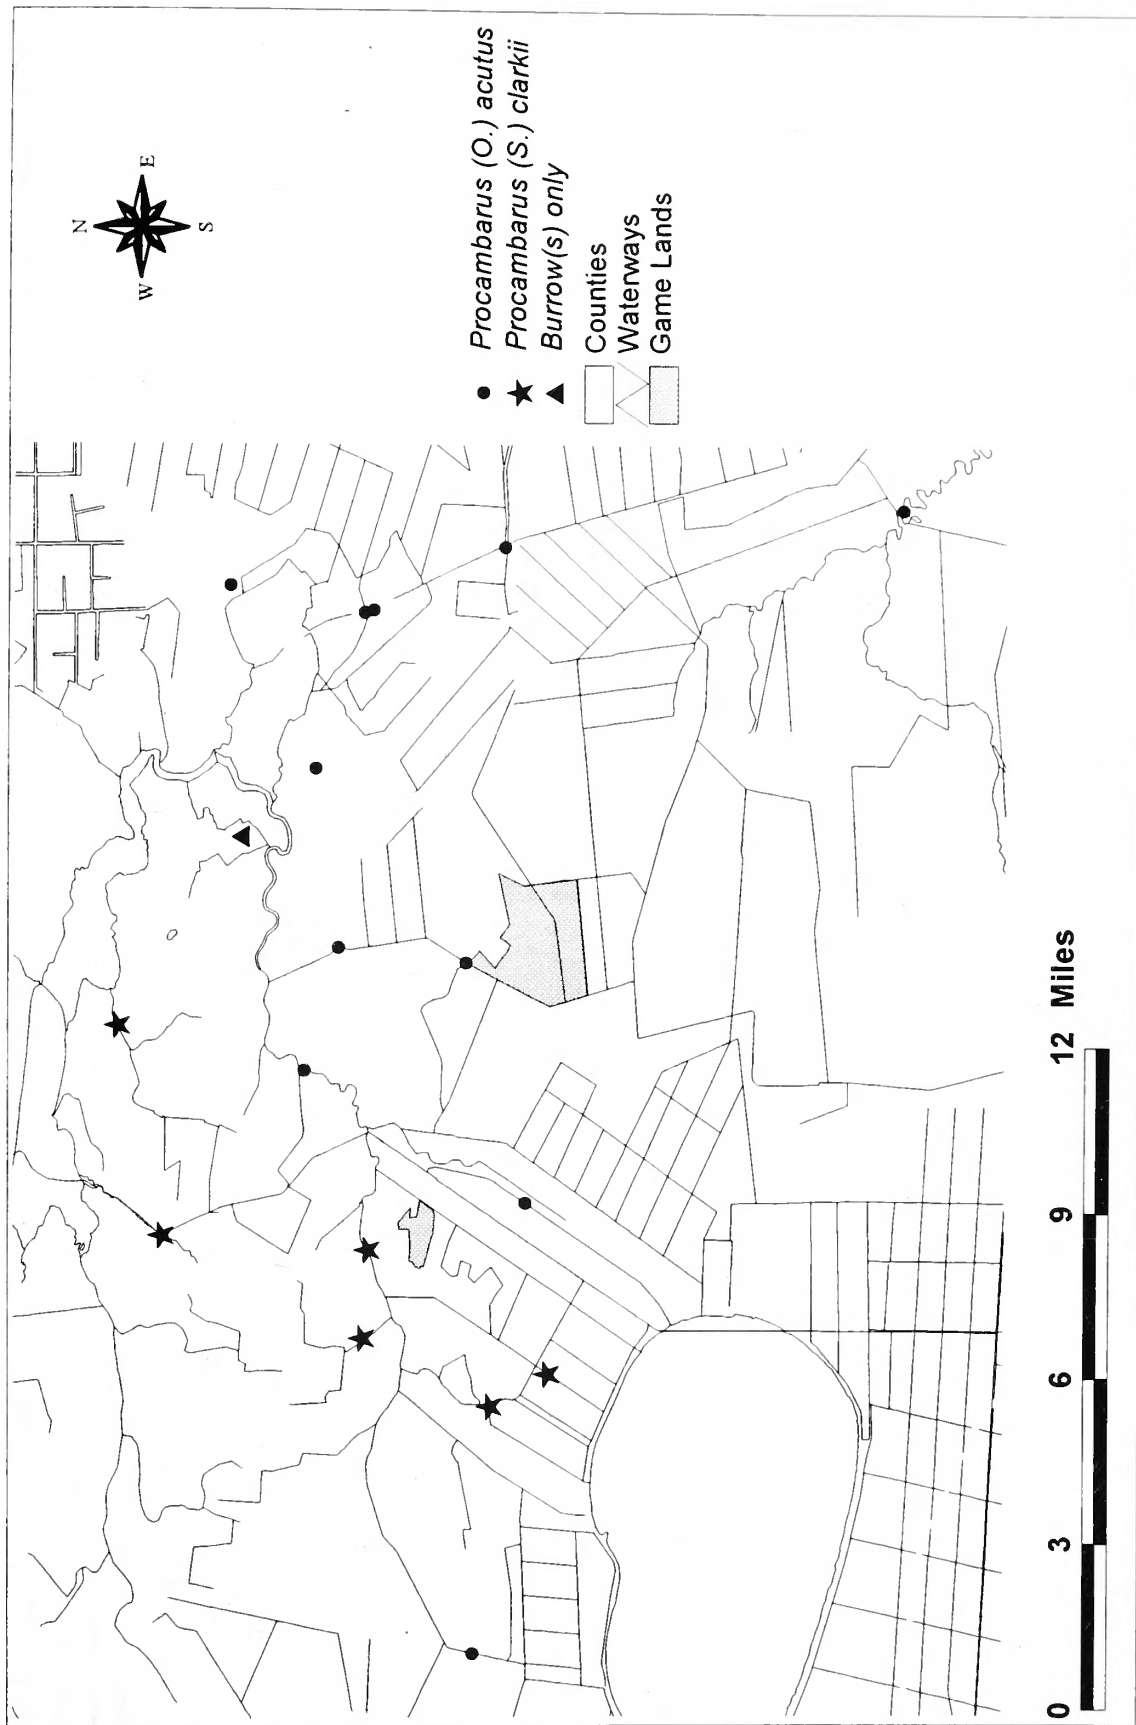 N
W
E
S
Procambarus (O.) acutus
Procambarus (S.) clarkii
Burrow(s) only
Counties
Waterways
Game Lands
0 3 6 9 12 Miles